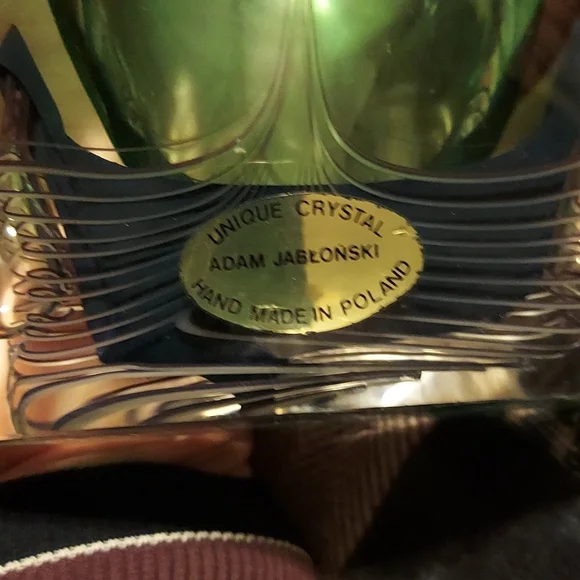 UNIQUE CRYSTAL
ADAM JABŁOŃSKI
HAND MADE IN POLAND